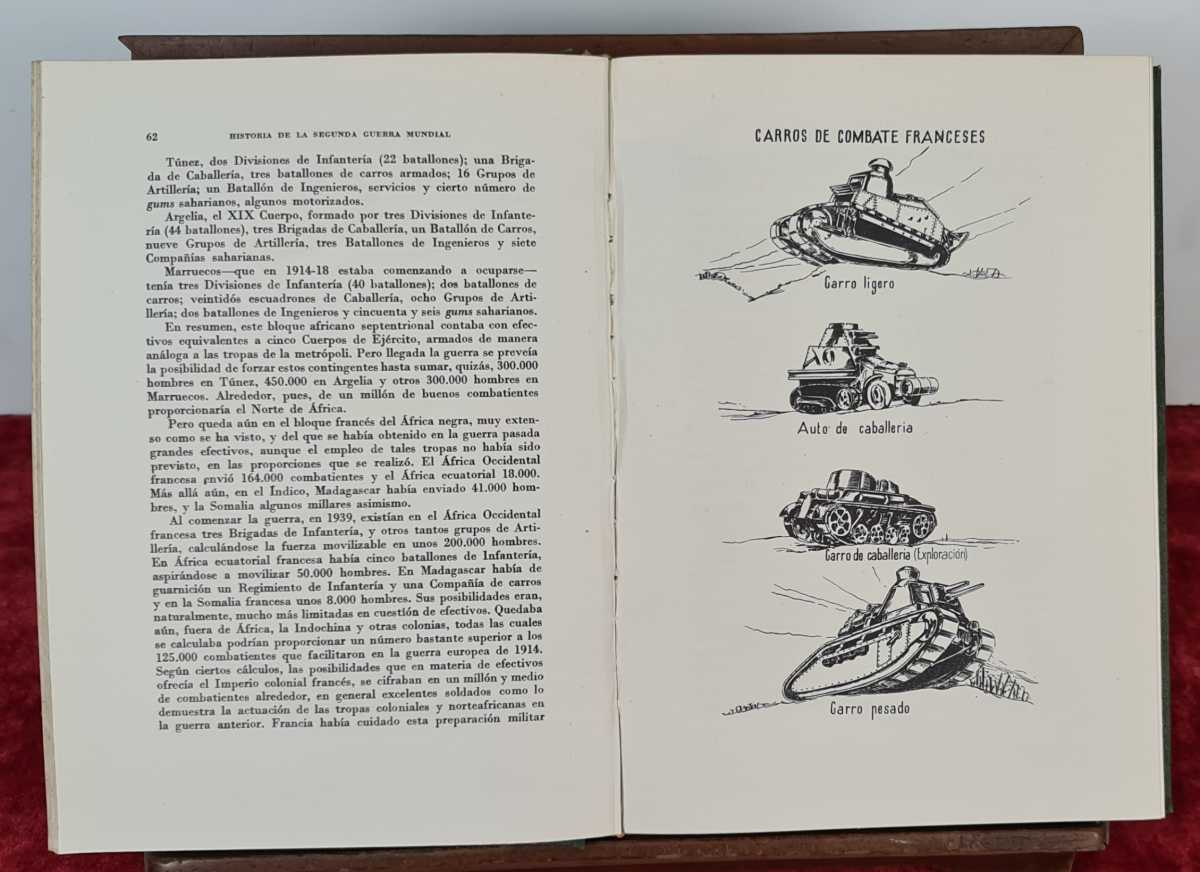 62 HISTORIA DE LA SEGUNDA GUERRA MUNDIAL
Túnez, dos Divisiones de Infantería (22 batallones); una Briga-
da de Caballería, tres batallones de carros armados; 16 Grupos de
Artillería; un Batallón de Ingenieros, servicios y cierto número de
gums saharianos, algunos motorizados.
Argelia, el XIX Cuerpo, formado por tres Divisiones de Infante-
ría (44 batallones), tres Brigadas de Caballería, un Batallón de Carros,
nueve Grupos de Artillería, tres Batallones de Ingenieros y siete
Compañías saharianas.
Marruecos—que en 1914-18 estaba comenzando a ocuparse—
tenía tres Divisiones de Infantería (40 batallones); dos batallones de
carros; veintidós escuadrones de Caballería, ocho Grupos de Arti-
llería; dos batallones de Ingenieros y cincuenta y seis gums saharianos.
En resumen, este bloque africano septentrional contaba con efec-
tivos equivalentes a cinco Cuerpos de Ejército, armados de manera
análoga a las tropas de la metrópoli. Pero llegada la guerra se preveía
la posibilidad de forzar estos contingentes hasta sumar, quizás, 300.000
hombres en Túnez, 450.000 en Argelia y otros 300.000 hombres en
Marruecos. Alrededor, pues, de un millón de buenos combatientes
proporcionaría el Norte de África.
Pero queda aún en el bloque francés del África negra, muy exten-
so como se ha visto, y del que se había obtenido en la guerra pasada
grandes efectivos, aunque el empleo de tales tropas no había sido
previsto, en las proporciones que se realizó. El África Occidental
francesa envió 164.000 combatientes y el África ecuatorial 18.000.
Más allá aún, en el Índico, Madagascar había enviado 41.000 hom-
bres, y la Somalia algunos millares asimismo.
Al comenzar la guerra, en 1939, existían en el África Occidental
francesa tres Brigadas de Infantería, y otros tantos grupos de Arti-
llería, calculándose la fuerza movilizable en unos 200.000 hombres.
En África ecuatorial francesa había cinco batallones de Infantería,
aspirándose a movilizar 50.000 hombres. En Madagascar había de
guarnición un Regimiento de Infantería y una Compañía de carros
y en la Somalia francesa unos 8.000 hombres. Sus posibilidades eran,
naturalmente, mucho más limitadas en cuestión de efectivos. Quedaba
aún, fuera de África, la Indochina y otras colonias, todas las cuales
se calculaba podrían proporcionar un número bastante superior a los
125.000 combatientes que facilitaron en la guerra europea de 1914.
Según ciertos cálculos, las posibilidades que en materia de efectivos
ofrecía el Imperio colonial francés, se cifraban en un millón y medio
de combatientes alrededor, en general excelentes soldados como lo
demuestra la actuación de las tropas coloniales y norteafricanas en
la guerra anterior. Francia había cuidado esta preparación militar
CARROS DE COMBATE FRANCESES
Carro ligero
Auto de caballeria
Carro de caballeria (Exploración)
Carro pesado